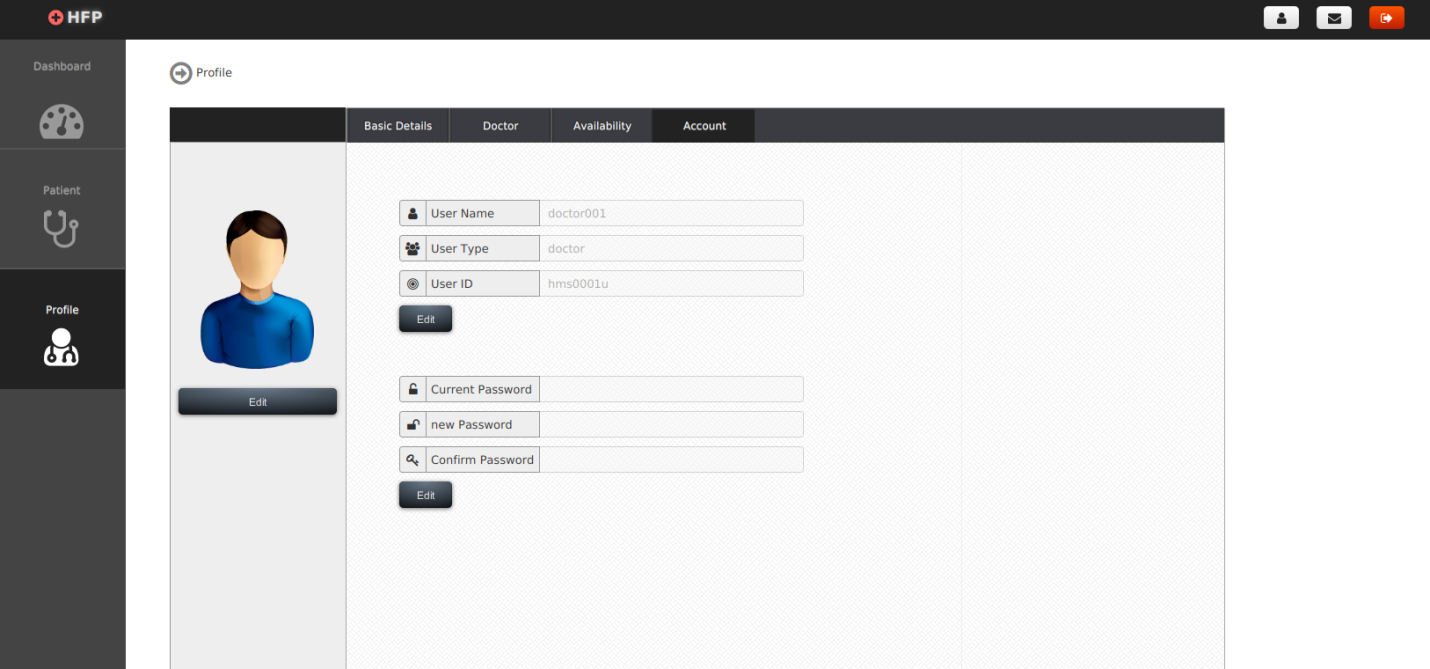 HFP
Dashboard
Patient
Profile
Profile
Basic Details Doctor Availability Account
Edit
User Name doctor001
User Type doctor
User ID hms0001u
Edit
Current Password
new Password
Confirm Password
Edit